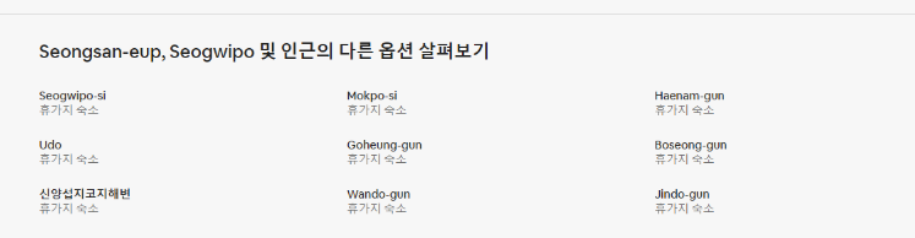 Seongsan-eup, Seogwipo 및 인근의 다른 옵션 살펴보기
Seogwipo-si
휴가지 숙소
Mokpo-si
휴가지 숙소
Haenam-gun
휴가지 숙소
Udo
휴가지 숙소
Goheung-gun
휴가지 숙소
Boseong-gun
휴가지 숙소
신양섭지코지해변
휴가지 숙소
Wando-gun
휴가지 숙소
Jindo-gun
휴가지 숙소